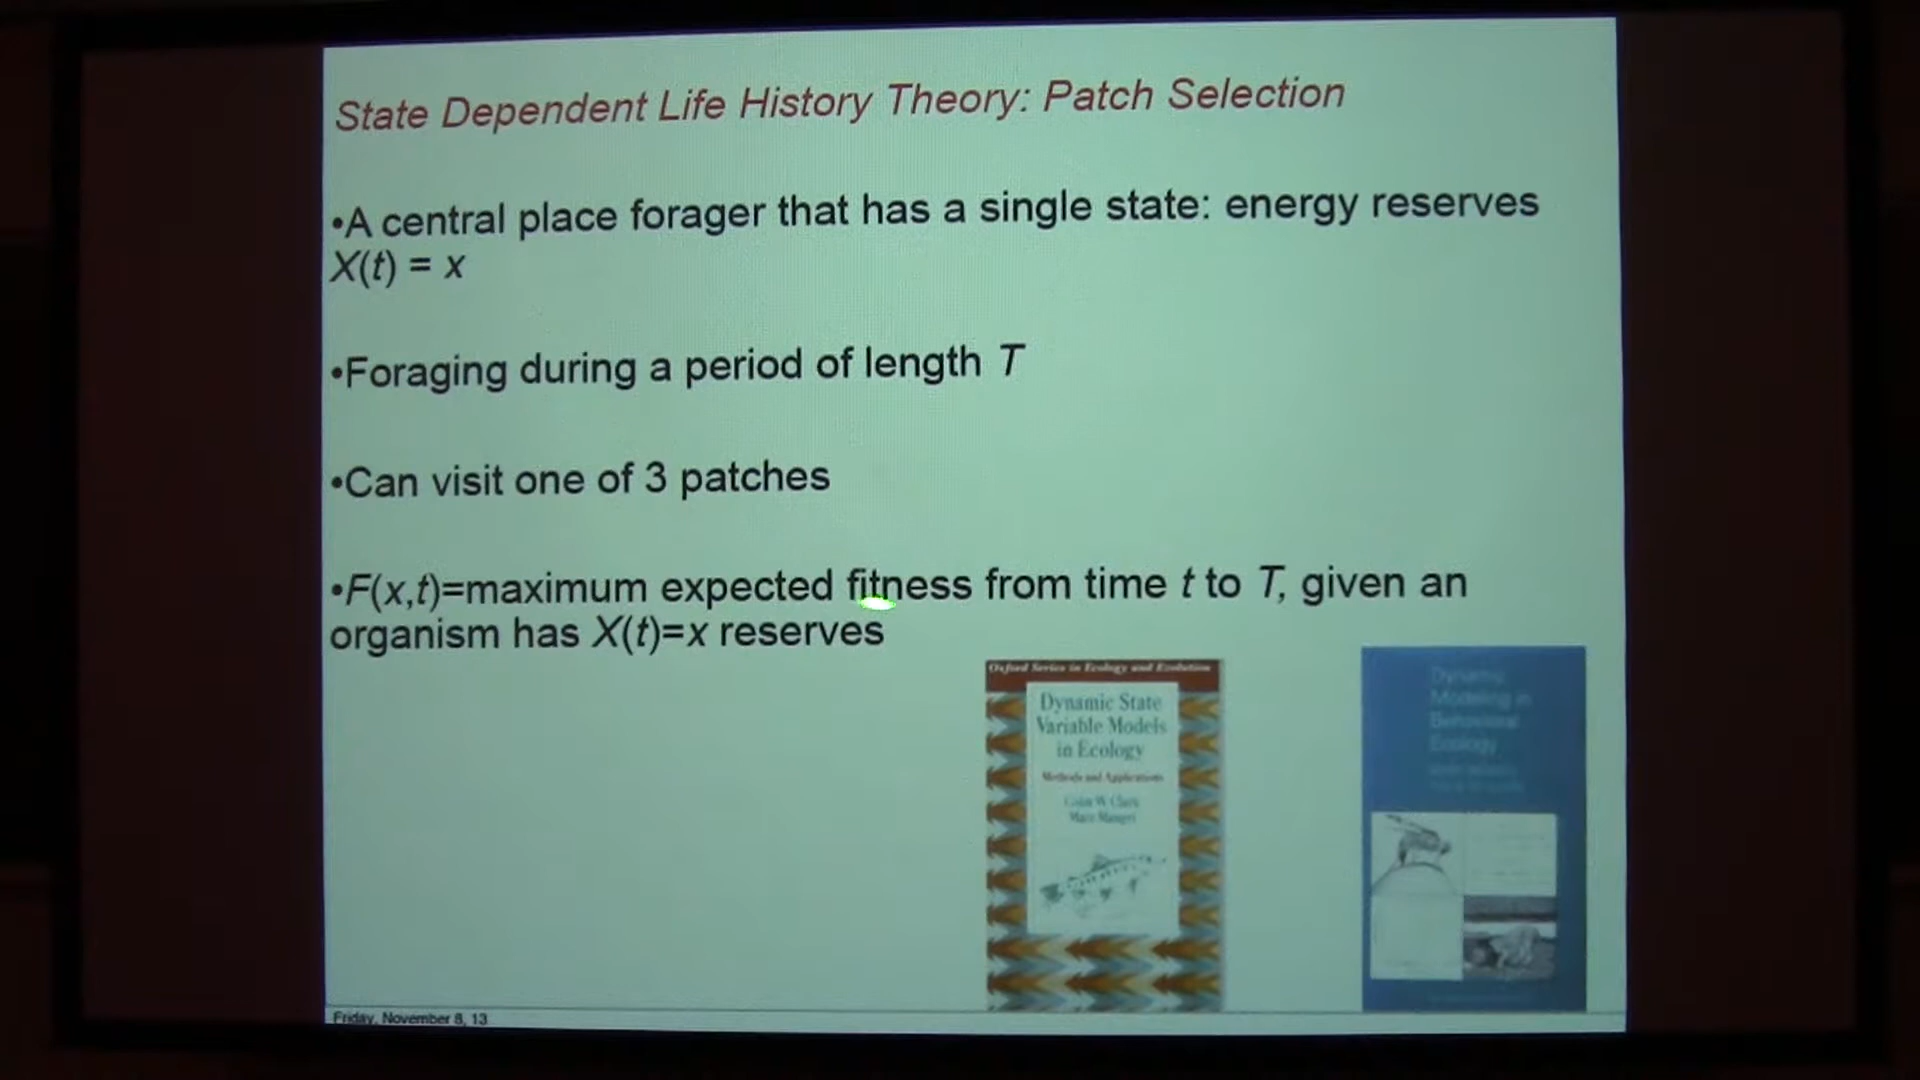 State Dependent Life History Theory: Patch Selection
•A central place forager that has a single state: energy reserves
X(t) = x
•Foraging during a period of length T
•Can visit one of 3 patches
•F(x,t)=maximum expected fitness from time t to T, given an
organism has X(t)=x reserves
Oxford Series in Ecology and Evolution
Dynamic State
Variable Models
in Ecology
Methods and Applications
Colin W. Clark
Marc Mangel
Dynamic
Modeling in
Behavioral
Ecology
Friday, November 8, 13